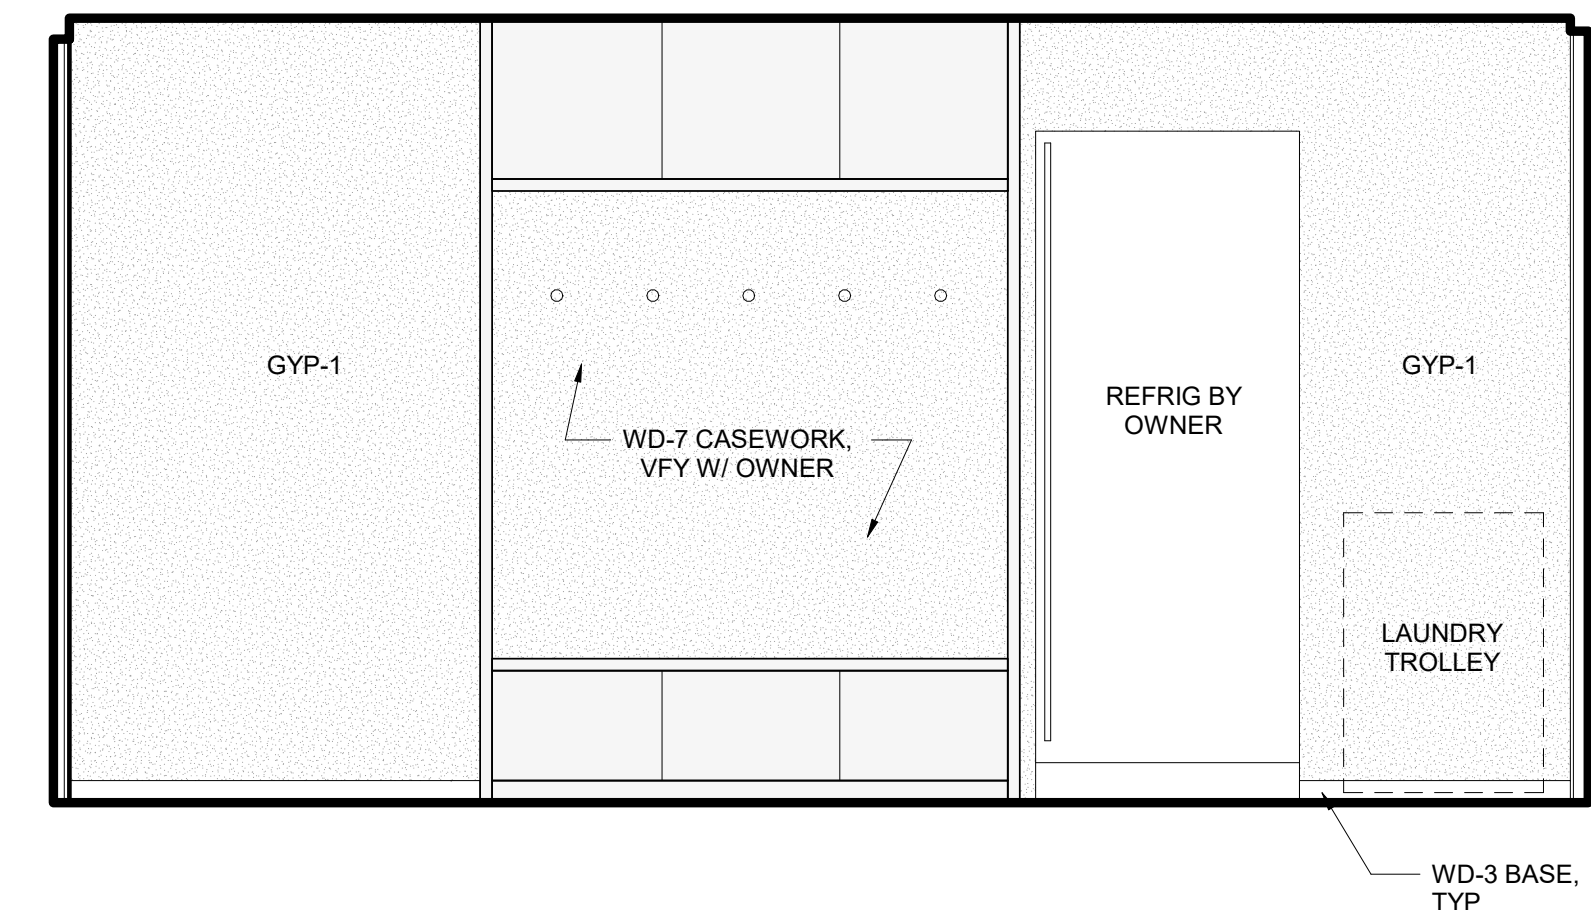 GYP-1
WD-7 CASEWORK,
VFY W/ OWNER
REFRIG BY
OWNER
GYP-1
LAUNDRY
TROLLEY
WD-3 BASE,
TYP